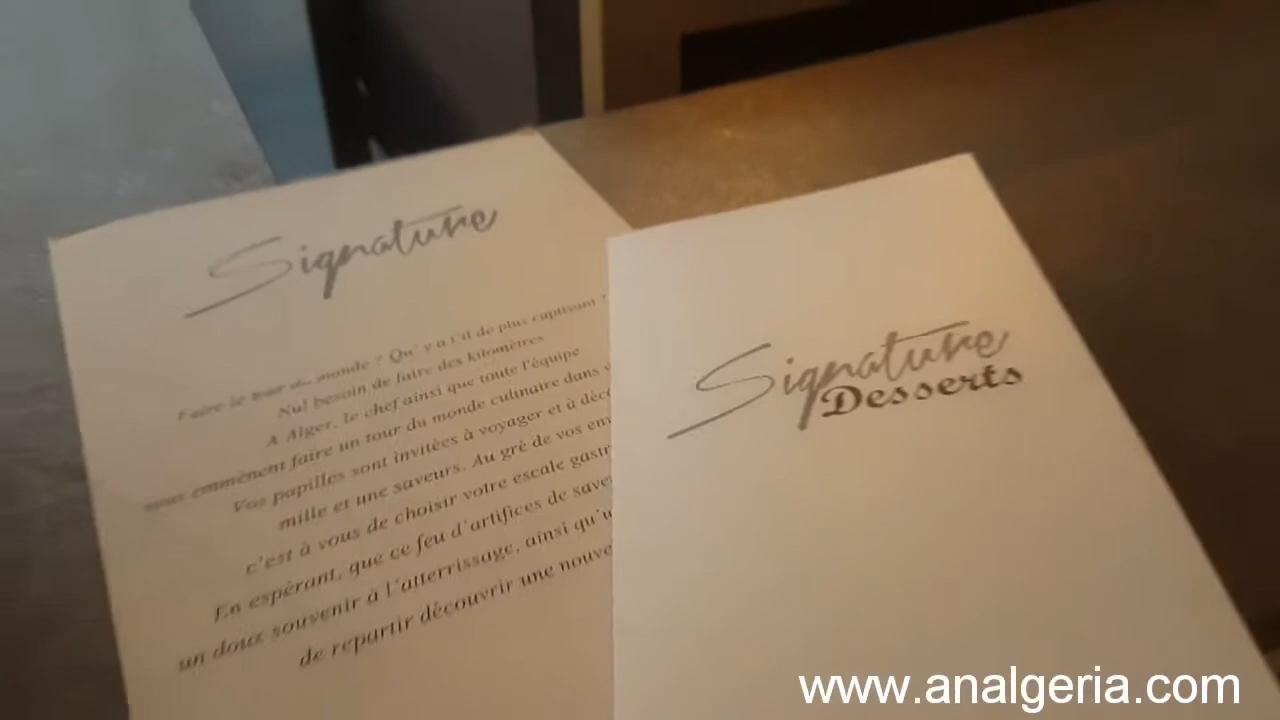 Signature
Faire le tour du monde ? Qu' y a t'il de plus captivant ?
Nul besoin de faire des kilomètres
A Alger, le chef ainsi que toute l'équipe
vous emmènent faire un tour du monde culinaire dans
Vos papilles sont invitées à voyager et à
mille et une saveurs. Au grè de vos
c'est à vous de choisir votre escale
En espérant, que ce feu d'artifices de
un doux souvenir à l'atterrissage, ainsi
de repartir découvrir une
Signature
Desserts
www.analgeria.com